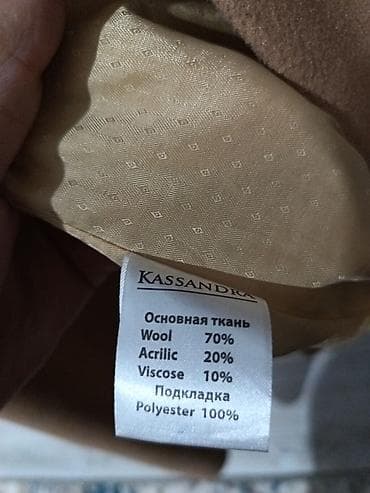 KASSANDRA
Основная ткань
Wool 70%
Acrilic 20%
Viscose 10%
Подкладка
Polyester 100%